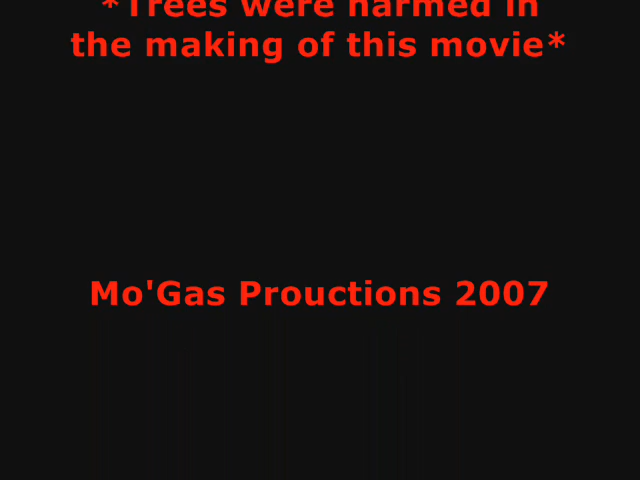 *Trees were harmed in
the making of this movie*
Mo'Gas Prouctions 2007